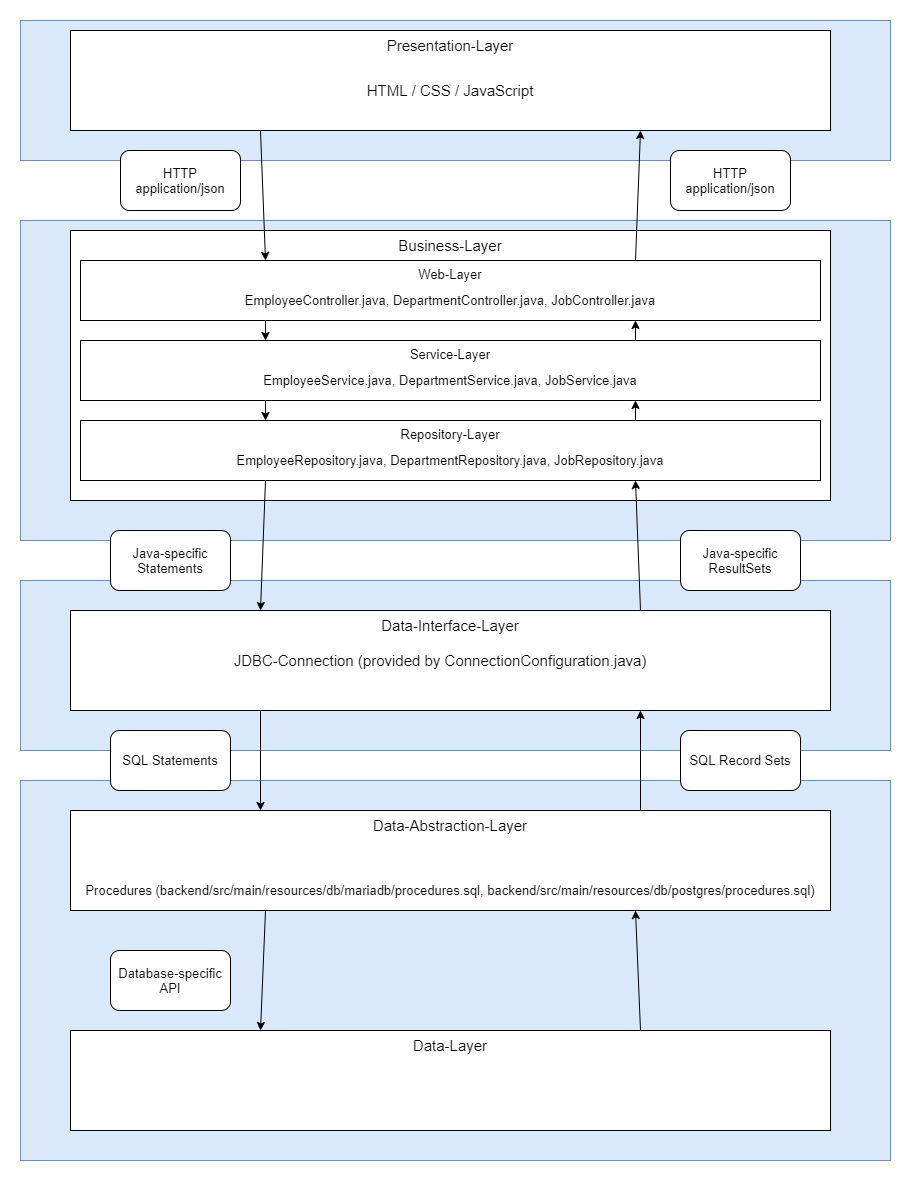 Presentation-Layer
HTML / CSS / JavaScript
HTTP
application/json
HTTP
application/json
Business-Layer
Web-Layer
EmployeeController.java, DepartmentController.java, JobController.java
Service-Layer
EmployeeService.java, DepartmentService.java, JobService.java
Repository-Layer
EmployeeRepository.java, DepartmentRepository.java, JobRepository.java
Java-specific
Statements
Java-specific
ResultSets
Data-Interface-Layer
JDBC-Connection (provided by ConnectionConfiguration.java)
SQL Statements
SQL Record Sets
Data-Abstraction-Layer
Procedures (backend/src/main/resources/db/mariadb/procedures.sql, backend/src/main/resources/db/postgres/procedures.sql)
Database-specific
API
Data-Layer